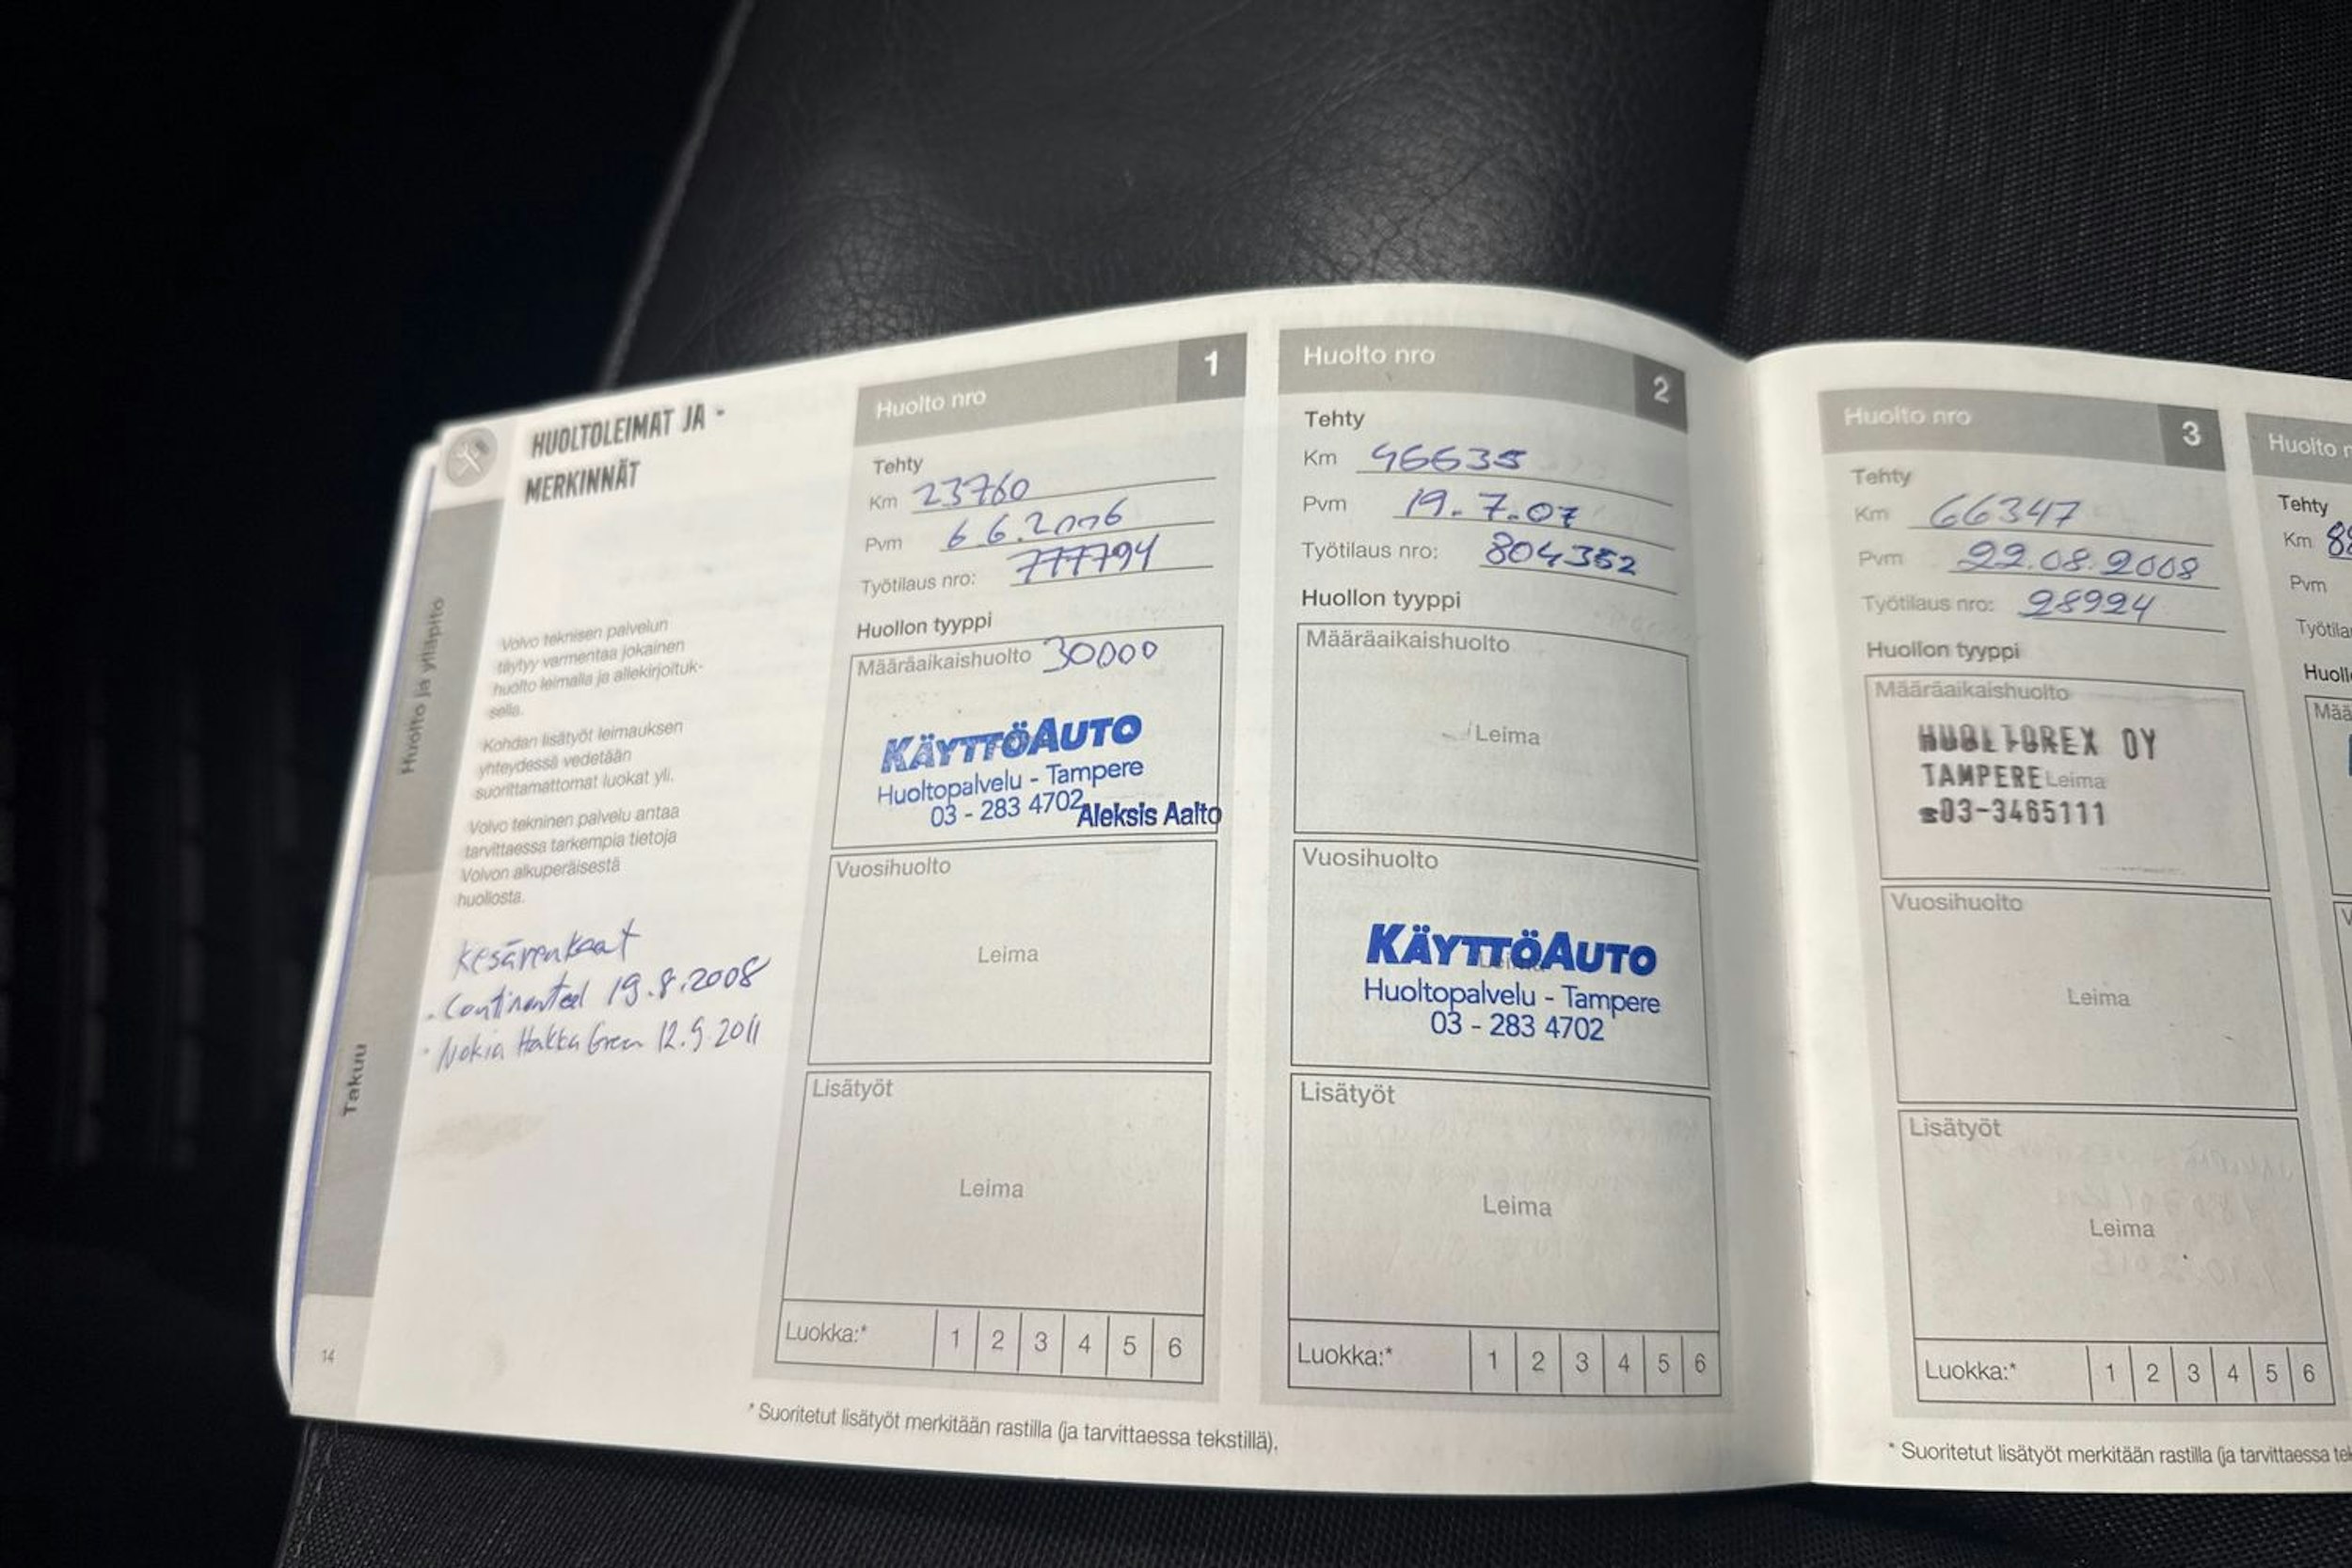 HUOLTOLEIMAT JA -
MERKINNÄT
Volvo teknisen palvelun
täytyy varmentaa jokainen
huolto leimalla ja allekirjoituk-
sella.
Kohdan lisätyöt leimauksen
yhteydessä vedetään
suorittamattomat luokat yli.
Volvo tekninen palvelu antaa
tarvittaessa tarkempia tietoja
Volvon alkuperäisestä
huollosta.
Kesärenkaat
. Continental 19.8.2008
. Nokia Hakka Green 12.5.2011
Huolto ja ylläpito
Takuu
14
Huolto nro 1
Tehty
Km 23760
Pvm 6.6.2006
Työtilaus nro: 777794
Huollon tyyppi
Määräaikaishuolto 30000
KÄYTTÖAUTO
Huoltopalvelu - Tampere
03 - 283 4702
Aleksis Aalto
Vuosihuolto
Leima
Lisätyöt
Leima
Luokka:* 1 2 3 4 5 6
Huolto nro 2
Tehty
Km 46635
Pvm 19.7.07
Työtilaus nro: 804352
Huollon tyyppi
Määräaikaishuolto
Leima
Vuosihuolto
KÄYTTÖAUTO
Huoltopalvelu - Tampere
03 - 283 4702
Lisätyöt
Leima
Luokka:* 1 2 3 4 5 6
* Suoritetut lisätyöt merkitään rastilla (ja tarvittaessa tekstillä).
Huolto nro 3
Tehty
Km 66347
Pvm 22.08.2008
Työtilaus nro: 28924
Huollon tyyppi
Määräaikaishuolto
HUOLTOREX OY
TAMPERE Leima
☎03-3465111
Vuosihuolto
Leima
Lisätyöt
Leima
Luokka:* 1 2 3 4 5 6
* Suoritetut lisätyöt merkitään rastilla (ja tarvittaessa
Huolto
Tehty
Km
Pvm